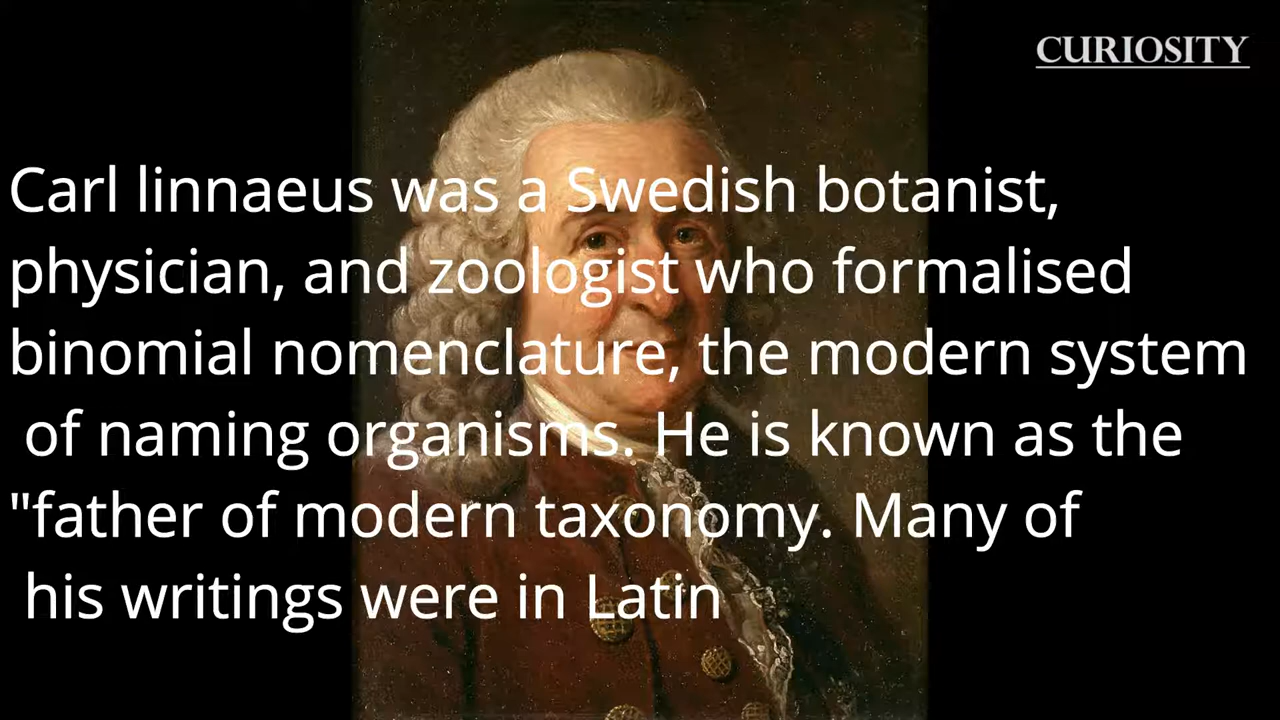 CURIOSITY
Carl linnaeus was a Swedish botanist,
physician, and zoologist who formalised
binomial nomenclature, the modern system
of naming organisms. He is known as the
"father of modern taxonomy. Many of
his writings were in Latin